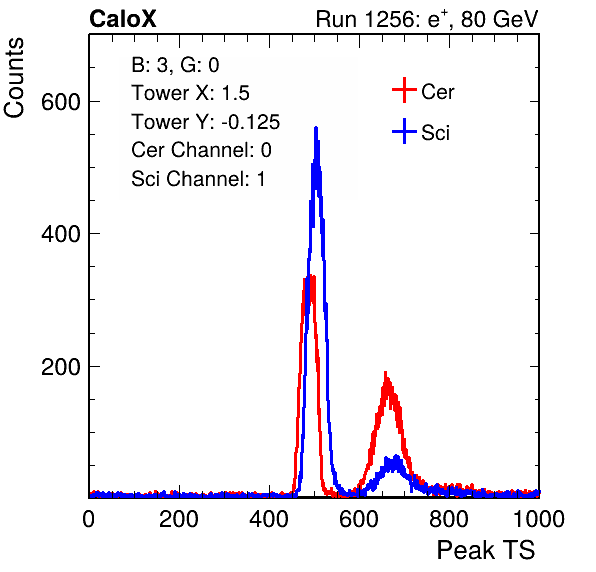 CaloX Run 1256: e⁺, 80 GeV
B: 3, G: 0
Tower X: 1.5
Tower Y: -0.125
Cer Channel: 0
Sci Channel: 1
Cer
Sci
Counts
600
400
200
0 200 400 600 800 1000
Peak TS